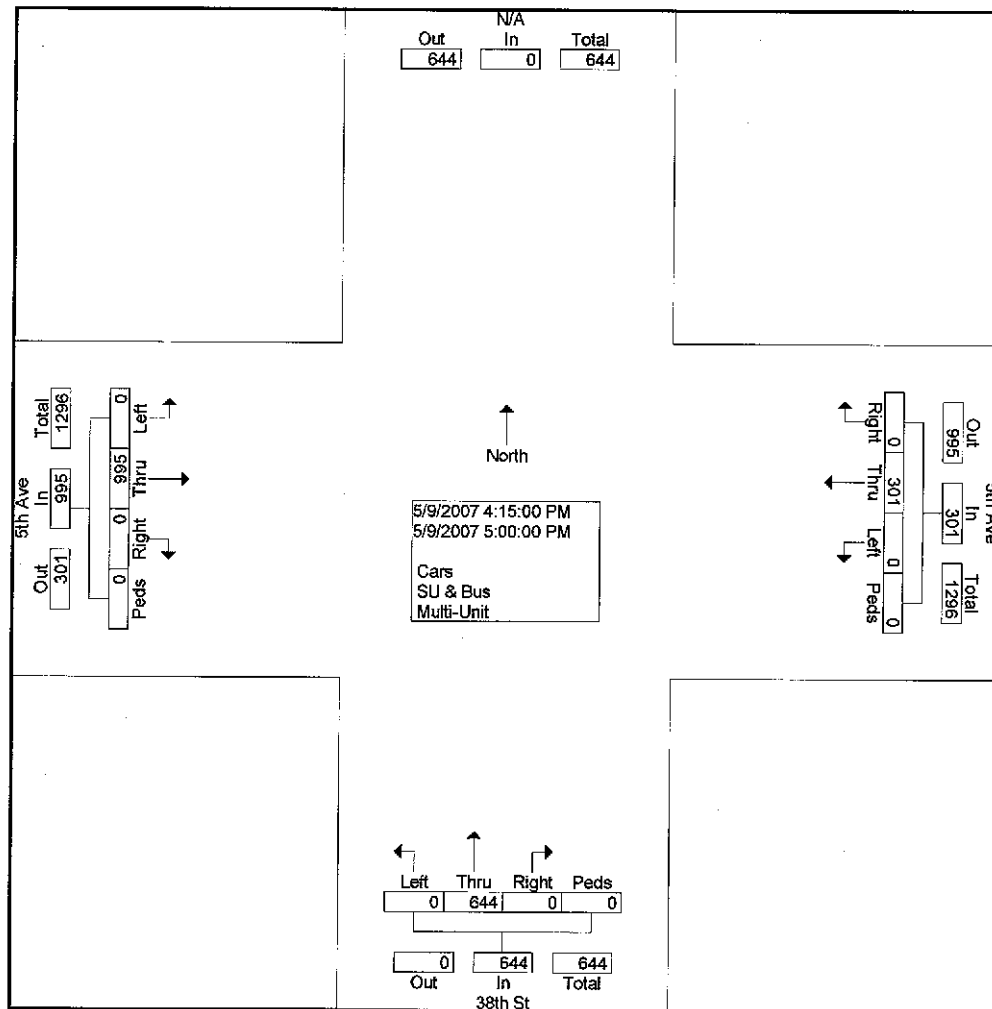 N/A
Out In Total
644 0 644
Total 1296
In 995
Out 301
5th Ave
0 995 0 0
Left Thru Right Peds
North
5/9/2007 4:15:00 PM
5/9/2007 5:00:00 PM
Cars
SU & Bus
Multi-Unit
Right Thru Left Peds
0 301 0 0
Out 995
In 301
Total 1296
5th Ave
Left Thru Right Peds
0 644 0 0
0 644 644
Out In Total
38th St